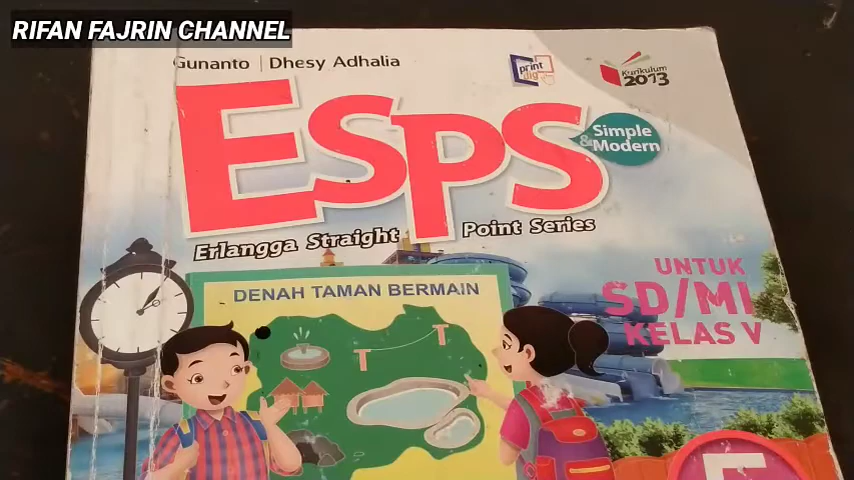 RIFAN FAJRIN CHANNEL
Gunanto | Dhesy Adhalia
print
Kurikulum
2013
ESPS
Simple
& Modern
Erlangga Straight Point Series
DENAH TAMAN BERMAIN
UNTUK
SD/MI
KELAS V